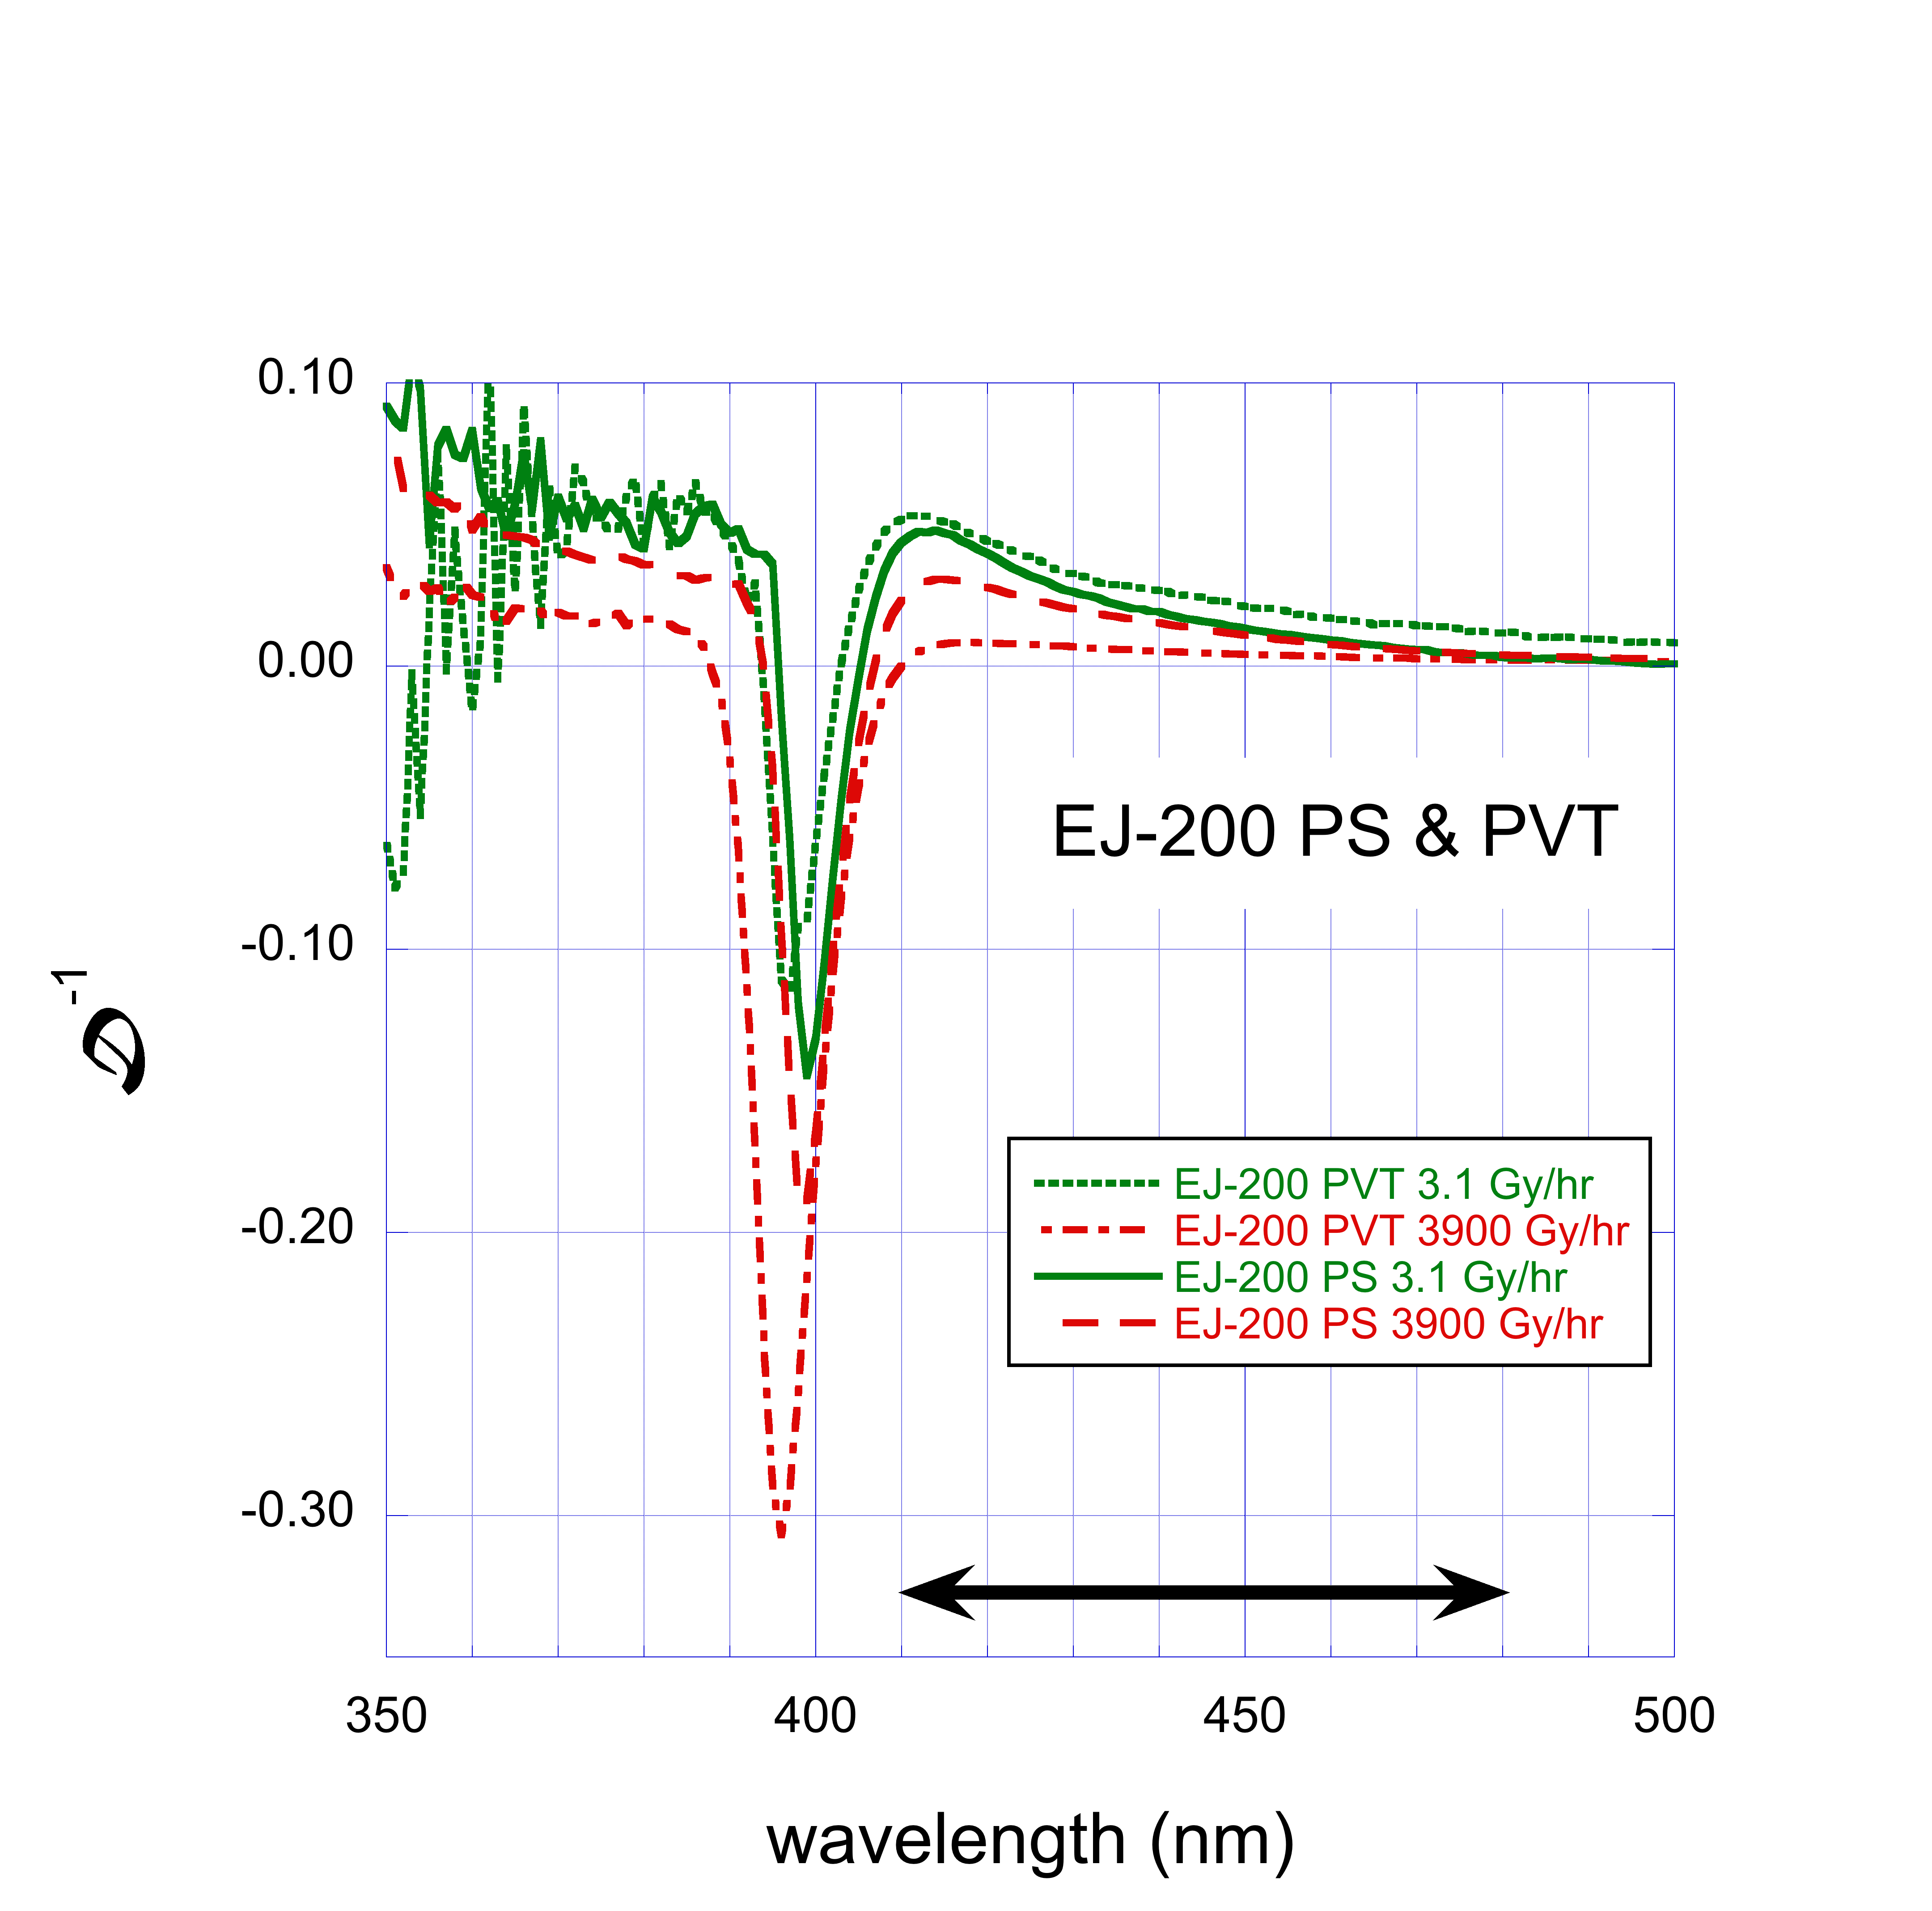 0.10
0.00
-0.10
-0.20
-0.30
𝒟-1
EJ-200 PS & PVT
EJ-200 PVT 3.1 Gy/hr
EJ-200 PVT 3900 Gy/hr
EJ-200 PS 3.1 Gy/hr
EJ-200 PS 3900 Gy/hr
350 400 450 500
wavelength (nm)